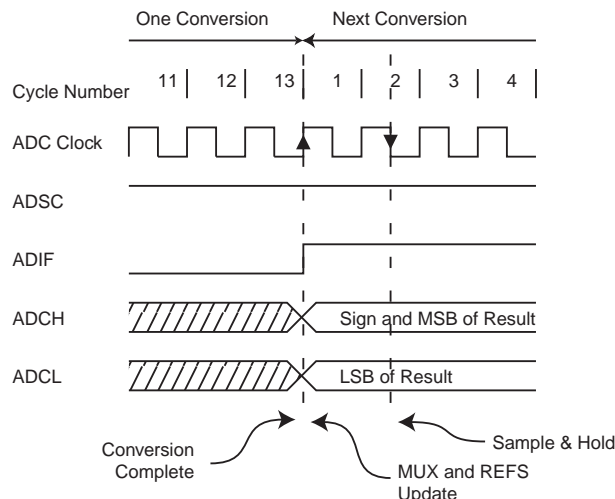 One Conversion Next Conversion
Cycle Number 11 12 13 1 2 3 4
ADC Clock
ADSC
ADIF
ADCH Sign and MSB of Result
ADCL LSB of Result
Conversion
Complete
MUX and REFS
Update
Sample & Hold